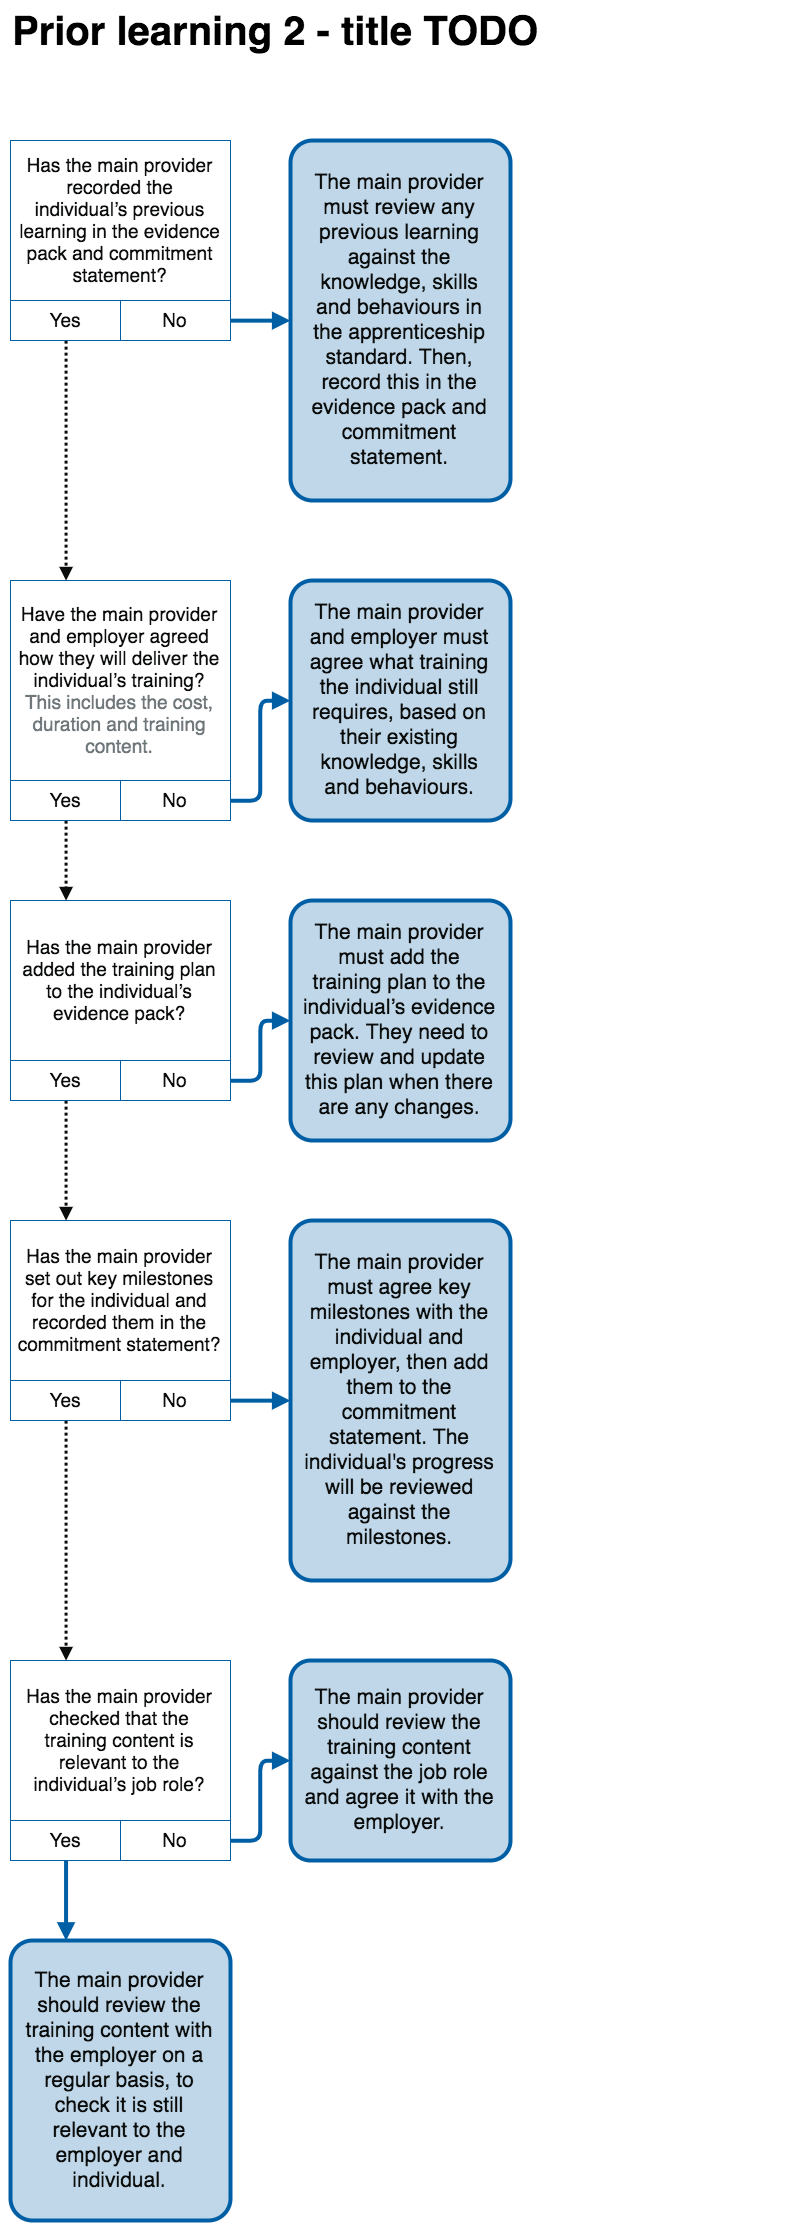 Prior learning 2 - title TODO
Has the main provider
recorded the
individual’s previous
learning in the evidence
pack and commitment
statement?
Yes
No
The main provider
must review any
previous learning
against the
knowledge, skills
and behaviours in
the apprenticeship
standard. Then,
record this in the
evidence pack and
commitment
statement.
Have the main provider
and employer agreed
how they will deliver the
individual’s training?
This includes the cost,
duration and training
content.
Yes
No
The main provider
and employer must
agree what training
the individual still
requires, based on
their existing
knowledge, skills
and behaviours.
Has the main provider
added the training plan
to the individual’s
evidence pack?
Yes
No
The main provider
must add the
training plan to the
individual’s evidence
pack. They need to
review and update
this plan when there
are any changes.
Has the main provider
set out key milestones
for the individual and
recorded them in the
commitment statement?
Yes
No
The main provider
must agree key
milestones with the
individual and
employer, then add
them to the
commitment
statement. The
individual's progress
will be reviewed
against the
milestones.
Has the main provider
checked that the
training content is
relevant to the
individual’s job role?
Yes
No
The main provider
should review the
training content
against the job role
and agree it with the
employer.
The main provider
should review the
training content with
the employer on a
regular basis, to
check it is still
relevant to the
employer and
individual.